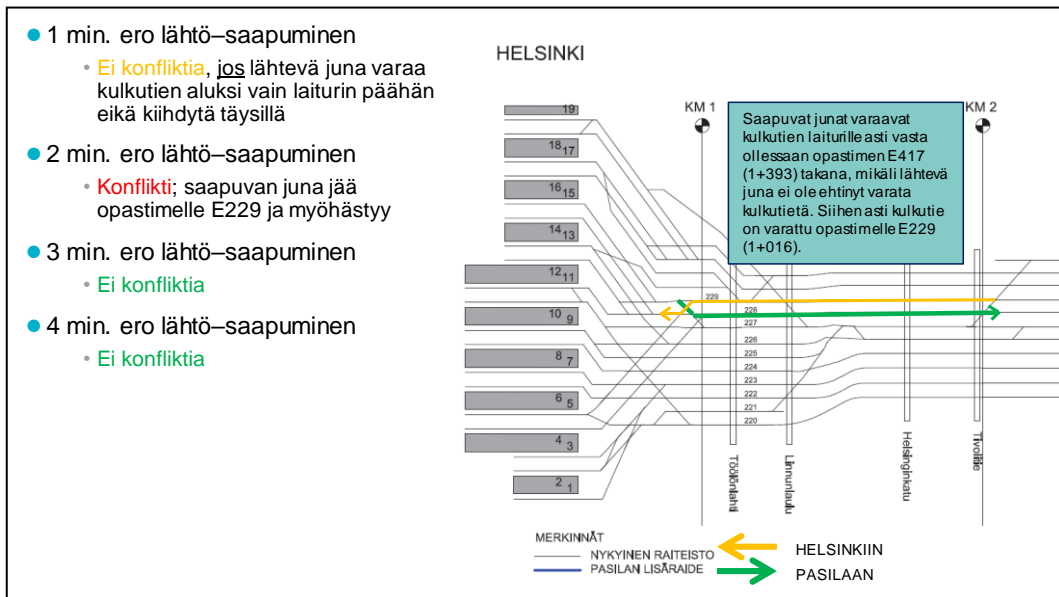 1 min. ero lähtö–saapuminen
Ei konfliktia, jos lähtevä juna varaa
kulkutien aluksi vain laiturin päähän
eikä kiihdytä täysillä
2 min. ero lähtö–saapuminen
Konflikti; saapuvan juna jää
opastimelle E229 ja myöhästyy
3 min. ero lähtö–saapuminen
Ei konfliktia
4 min. ero lähtö–saapuminen
Ei konfliktia
HELSINKI
KM 1
KM 2
Saapuvat junat varaavat
kulkutien laiturille asti vasta
ollessaan opastimen E417
(1+393) takana, mikäli lähtevä
juna ei ole ehtinyt varata
kulkutietä. Siihen asti kulkutie
on varattu opastimelle E229
(1+016).
19
18 17
16 15
14 13
12 11
10 9
8 7
6 5
4 3
2 1
229
228
227
226
225
224
223
222
221
220
Töölönlahti
Linnunlaulu
Helsinginkatu
Tivolitie
MERKINNÄT
NYKYINEN RAITEISTO
PASILAN LISÄRAIDE
HELSINKIIN
PASILAAN